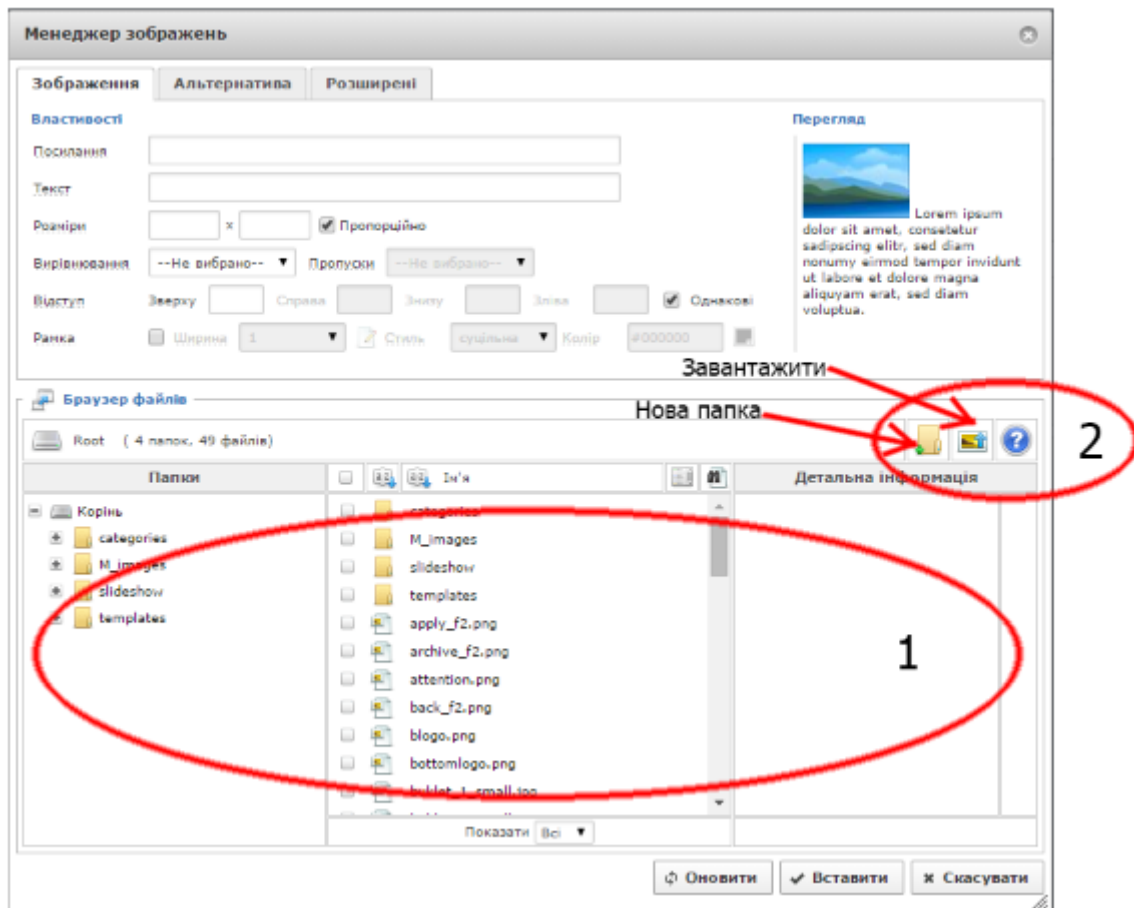 Менеджер зображень
Зображення Альтернатива Розширені
Властивості
Посилання
Текст
Розміри x Пропорційно
Вирівнювання --Не вибрано-- Пропуски --Не вибрано--
Відступ Зверху Справа Знизу Зліва Однакові
Рамка Ширина 1 Стиль суцільна Колір #000000
Перегляд
Lorem ipsum
dolor sit amet, consetetur
sadipscing elitr, sed diam
nonumy eirmod tempor invidunt
ut labore et dolore magna
aliquyam erat, sed diam
voluptua.
Завантажити
Нова папка
2
Браузер файлів
Root ( 4 папок, 49 файлів)
Папки
Ім'я
Детальна інформація
Корінь
categories
M_images
slideshow
templates
categories
M_images
slideshow
templates
apply_f2.png
archive_f2.png
attention.png
back_f2.png
blogo.png
bottomlogo.png
buklet_1_small.jpg
1
Показати Всі
Оновити Вставити Скасувати